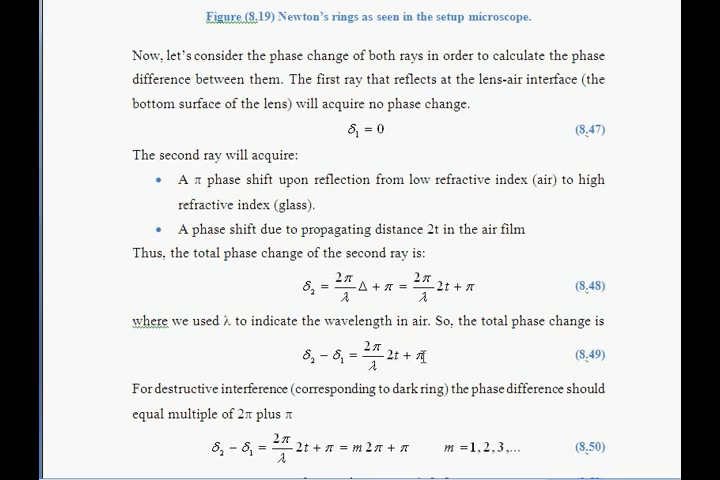 Figure (8.19) Newton's rings as seen in the setup microscope.
Now, let's consider the phase change of both rays in order to calculate the phase
difference between them. The first ray that reflects at the lens-air interface (the
bottom surface of the lens) will acquire no phase change.
δ₁ = 0 (8.47)
The second ray will acquire:
• A π phase shift upon reflection from low refractive index (air) to high
refractive index (glass).
• A phase shift due to propagating distance 2t in the air film
Thus, the total phase change of the second ray is:
δ₂ = 2π/λ Δ + π = 2π/λ 2t + π (8.48)
where we used λ to indicate the wavelength in air. So, the total phase change is
δ₂ − δ₁ = 2π/λ 2t + π (8.49)
For destructive interference (corresponding to dark ring) the phase difference should
equal multiple of 2π plus π
δ₂ − δ₁ = 2π/λ 2t + π = m2π + π m = 1, 2, 3,... (8.50)